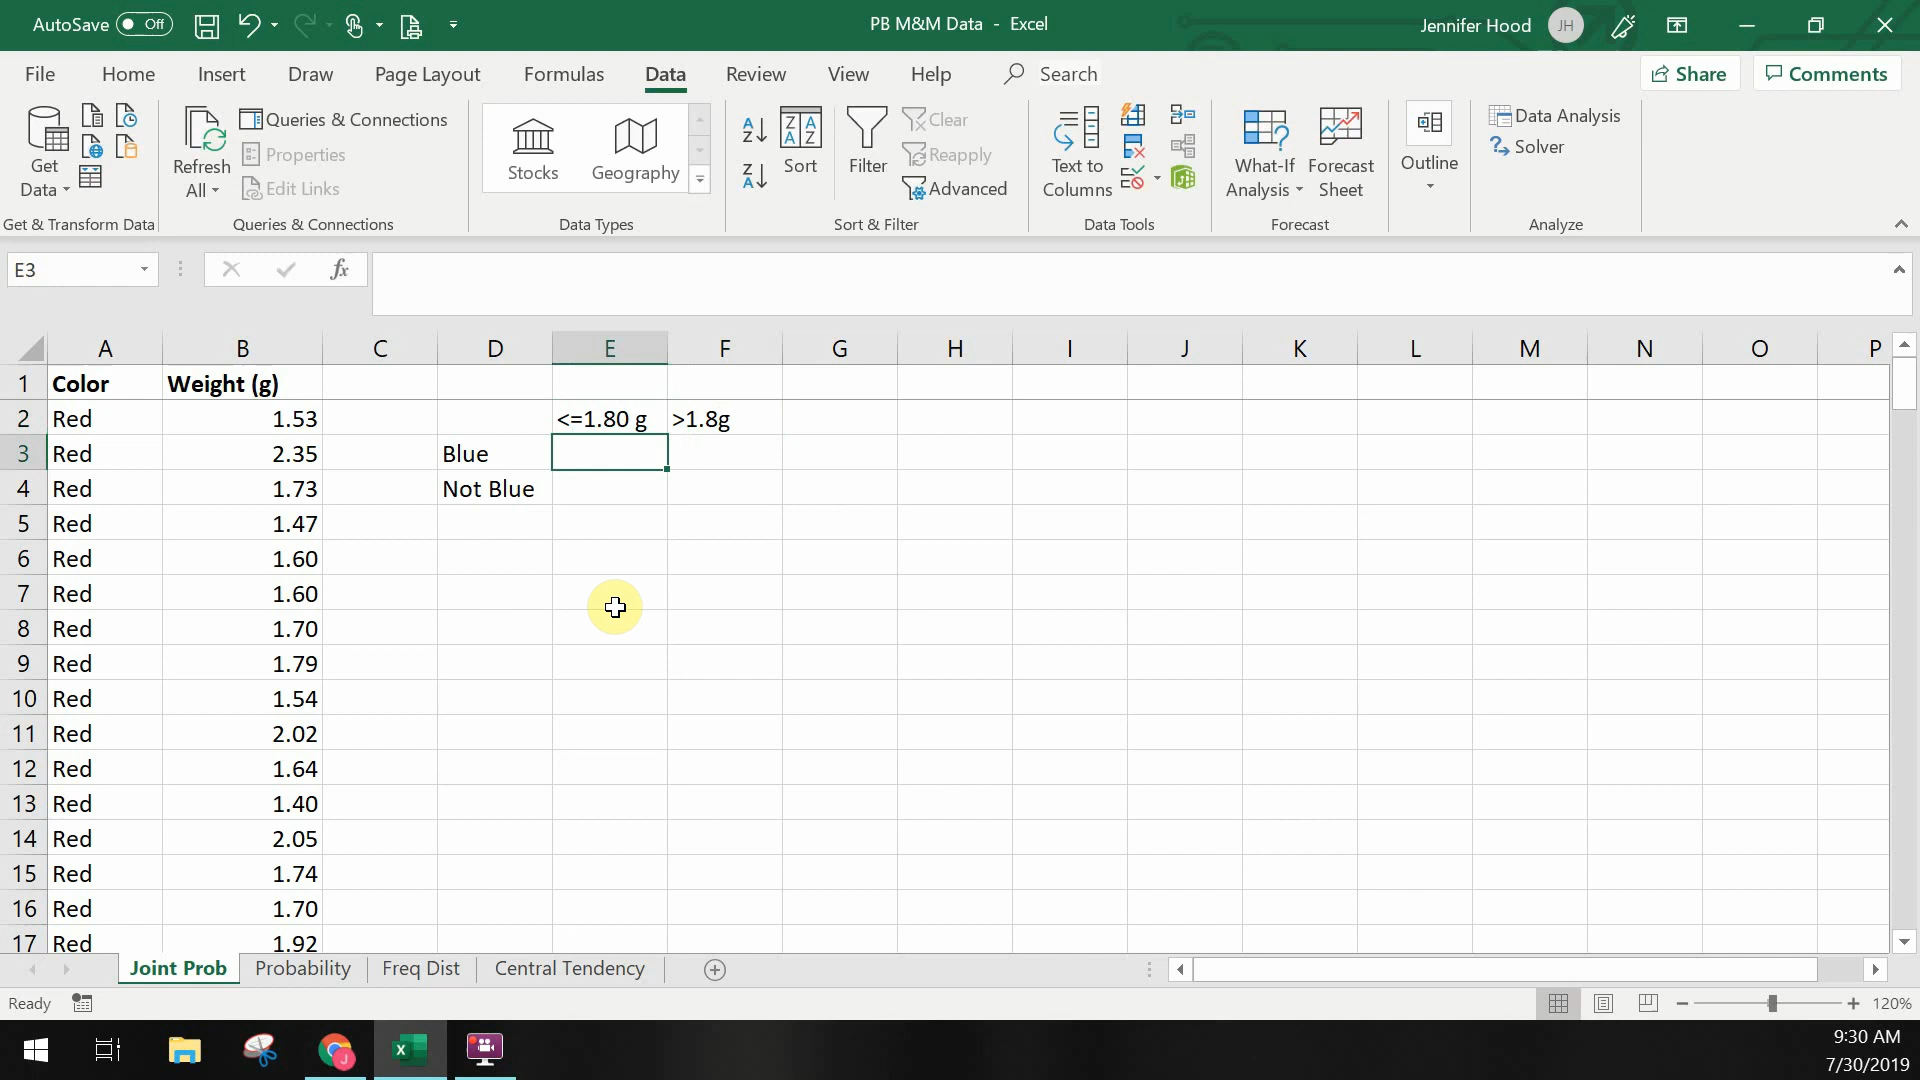 AutoSave Off PB M&M Data - Excel Jennifer Hood JH
File Home Insert Draw Page Layout Formulas Data Review View Help Search Share Comments
Get Data Refresh All Queries & Connections Properties Edit Links Stocks Geography Sort Filter Clear Reapply Advanced Text to Columns What-If Analysis Forecast Sheet Outline Data Analysis Solver
Get & Transform Data Queries & Connections Data Types Sort & Filter Data Tools Forecast Analyze
E3 fx
A B C D E F G H I J K L M N O P
1 Color Weight (g)
2 Red 1.53 <=1.80 g >1.8g
3 Red 2.35 Blue
4 Red 1.73 Not Blue
5 Red 1.47
6 Red 1.60
7 Red 1.60
8 Red 1.70
9 Red 1.79
10 Red 1.54
11 Red 2.02
12 Red 1.64
13 Red 1.40
14 Red 2.05
15 Red 1.74
16 Red 1.70
17 Red 1.92
Joint Prob Probability Freq Dist Central Tendency
Ready 120%
9:30 AM
7/30/2019